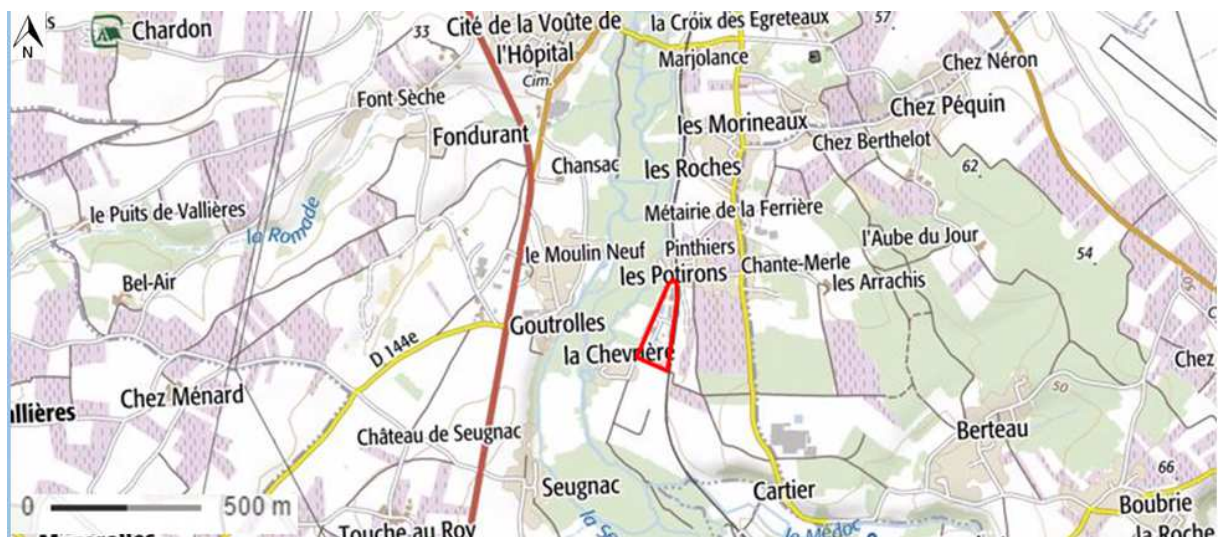 s
Chardon
33
Cité de la Voûte de
l'Hôpital
Cim.
la Croix des Egreteaux
57
Marjolance
Chez Néron
N
Font Sèche
Fondurant
les Morineaux
Chez Péquin
Chansac
Chez Berthelot
les Roches
62
le Puits de Vallières
la Romade
Métairie de la Ferrière
l'Aube du Jour
54
le Moulin Neuf
Pinthiers
Bel-Air
les Potirons
Chante-Merle
les Arrachis
Goutrolles
D 144e
la Chevrière
Chez
Chez Ménard
50
allières
Château de Seugnac
Berteau
66
0
500 m
Seugnac
Cartier
Boubrie
la Roche
Touche au Roy
le Médoc